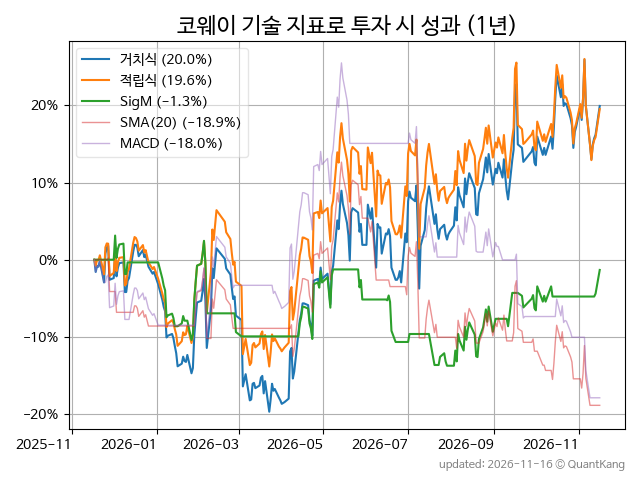 코웨이 기술 지표로 투자 시 성과 (1년)
거치식 (20.0%)
적립식 (19.6%)
SigM (−1.3%)
SMA(20) (−18.9%)
MACD (−18.0%)
20%
10%
0%
−10%
−20%
2025-11 2026-01 2026-03 2026-05 2026-07 2026-09 2026-11
updated: 2026-11-16 ⓒ QuantKang